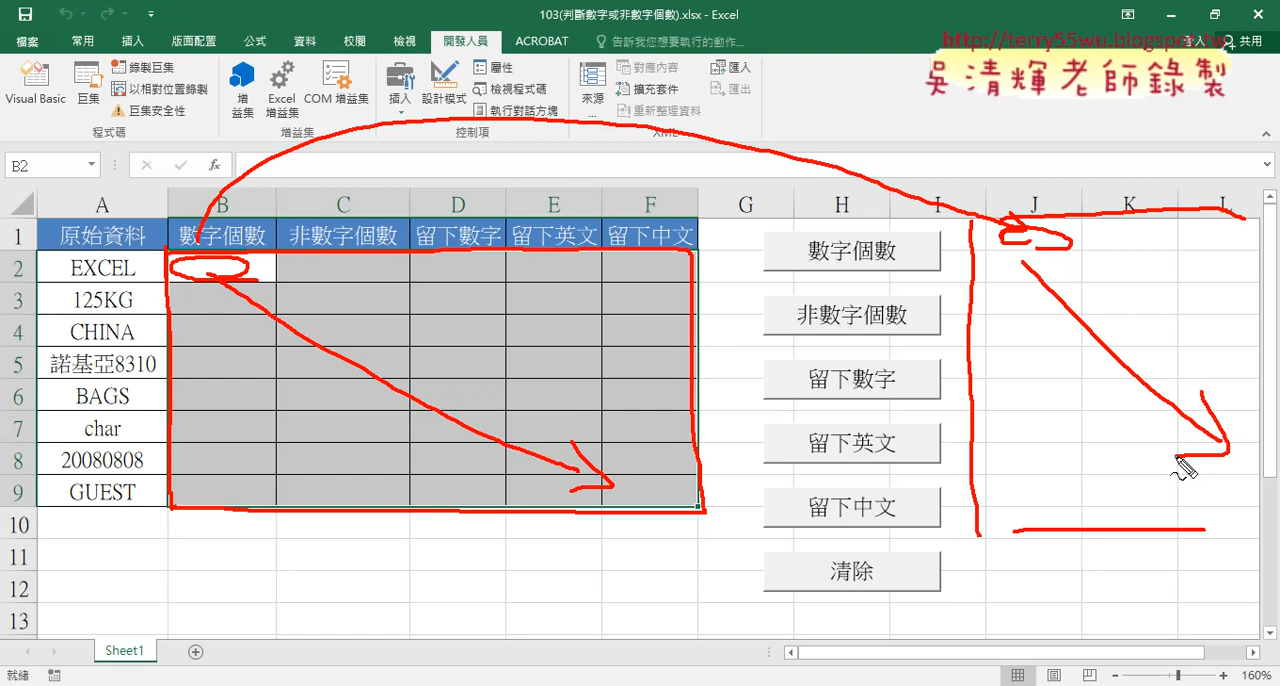 103(判斷數字或非數字個數).xlsx - Excel
檔案 常用 插入 版面配置 公式 資料 校閱 檢視 開發人員 ACROBAT 告訴我您想要執行的動作... 登入 共用
http://terry55wu.blogspot.tw
吳清輝老師錄製
Visual Basic 巨集 錄製巨集 以相對位置錄製 巨集安全性
程式碼
增益集 Excel 增益集 COM 增益集
增益集
插入 設計模式 屬性 檢視程式碼 執行對話方塊
控制項
來源 ... 對應內容 擴充套件 重新整理資料 匯入 匯出
XML
B2 fx
A B C D E F G H I J K L
1 原始資料 數字個數 非數字個數 留下數字 留下英文 留下中文
數字個數
2 EXCEL
3 125KG
非數字個數
4 CHINA
5 諾基亞8310
留下數字
6 BAGS
7 char
留下英文
8 20080808
9 GUEST
留下中文
10
11
清除
12
13
Sheet1
就緒 160%